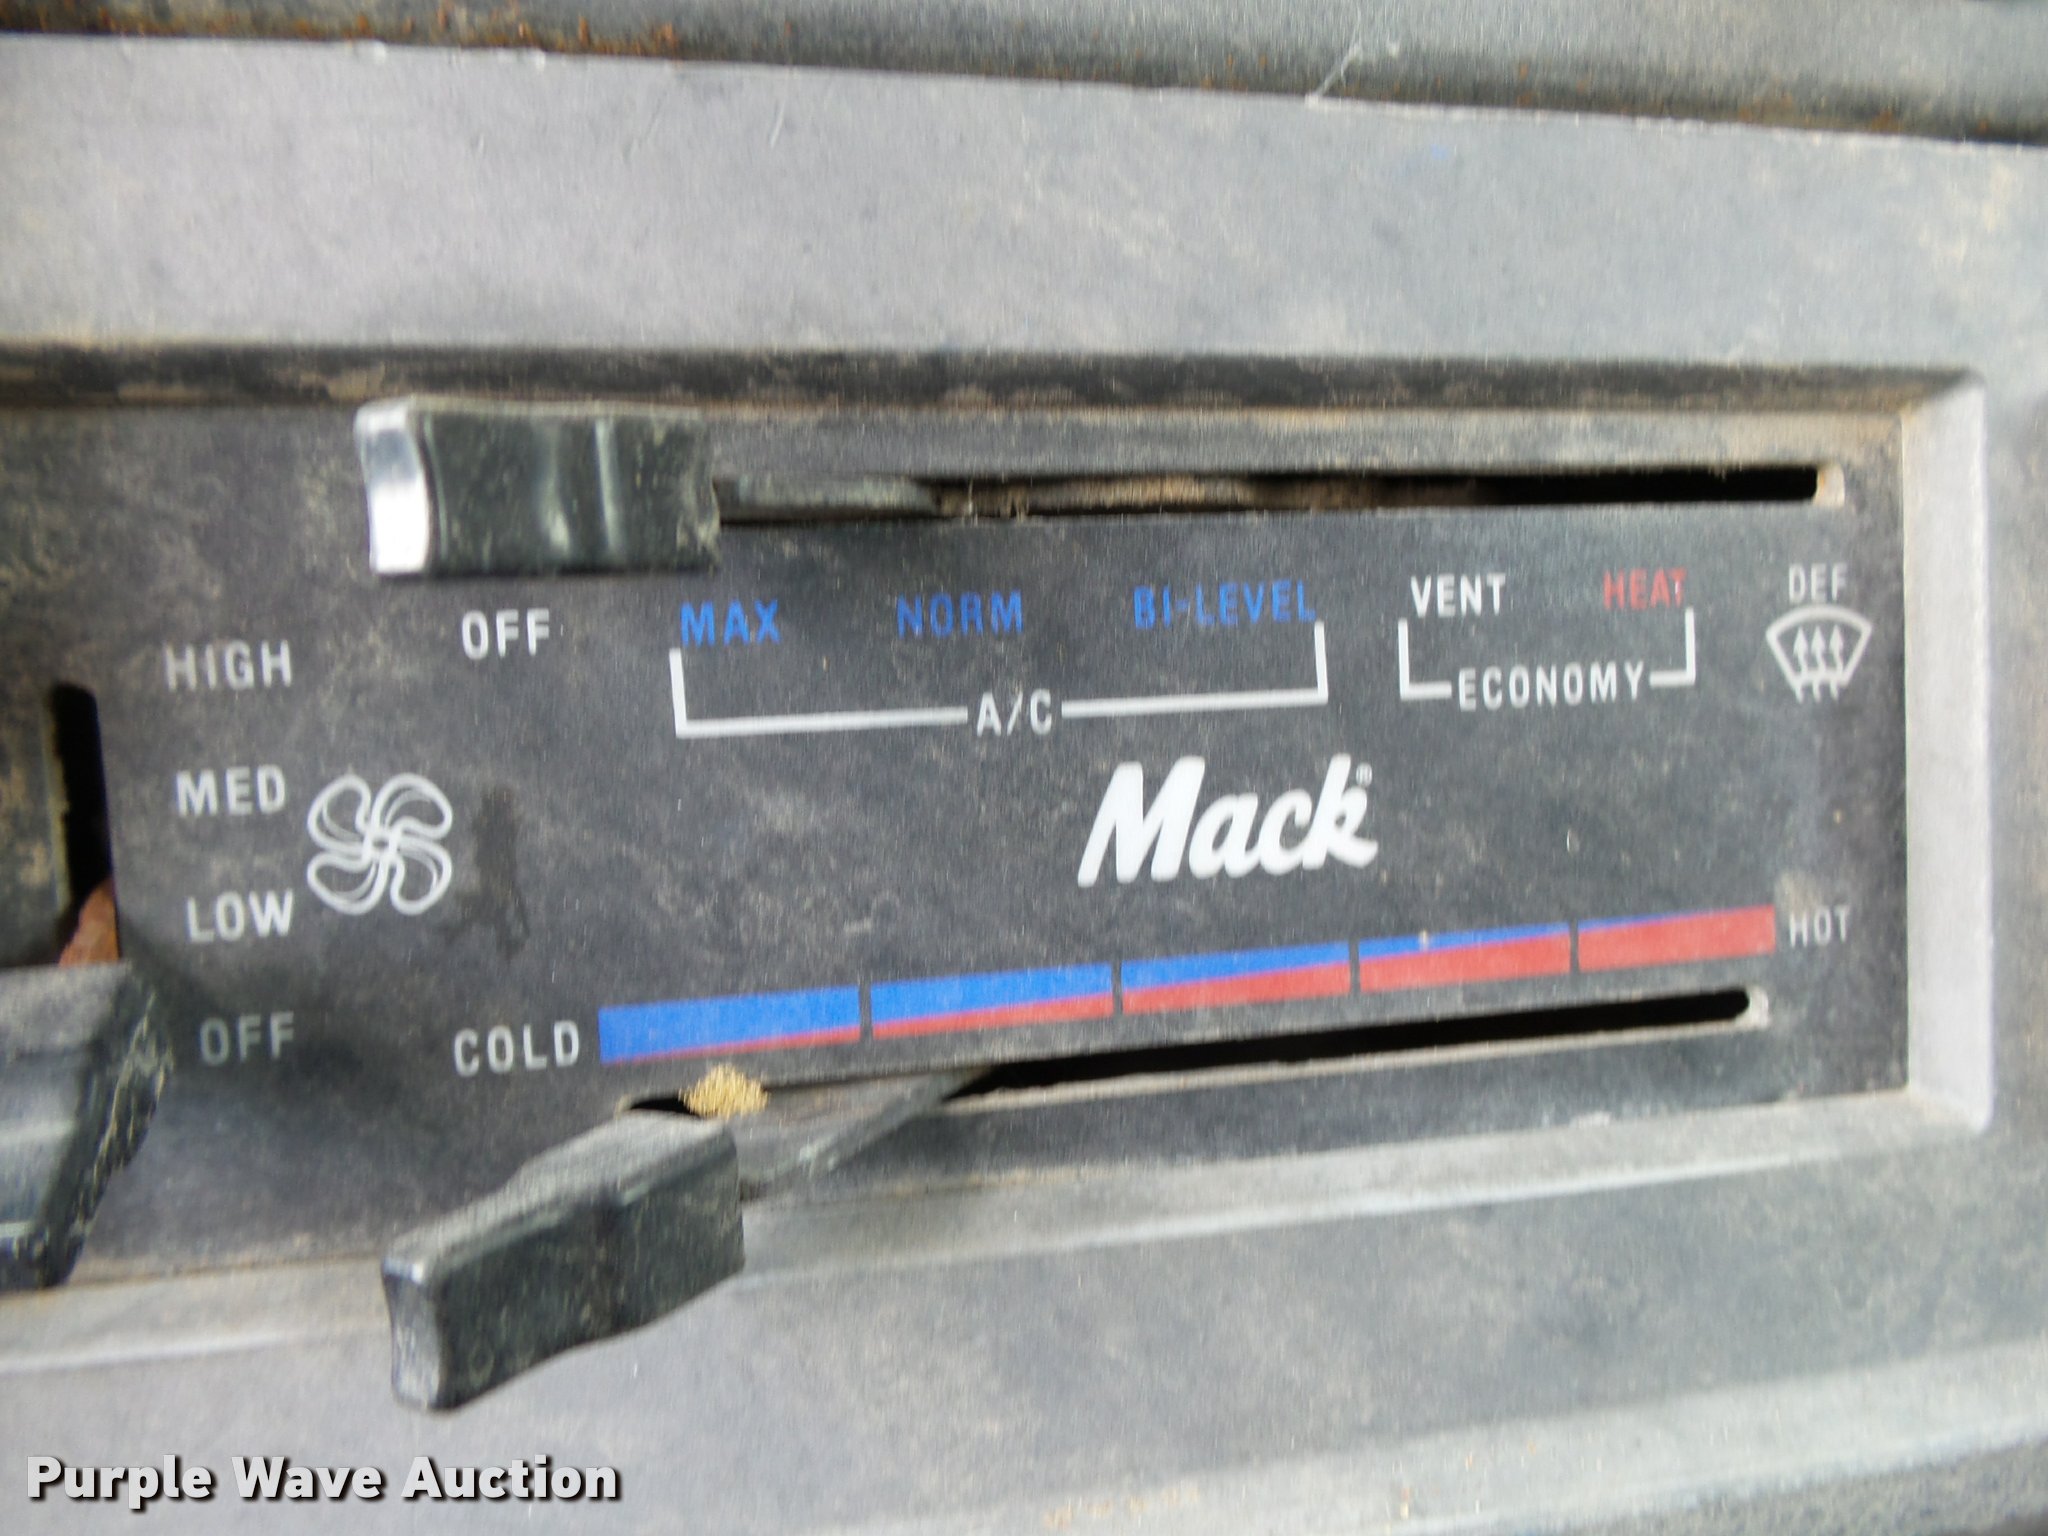 OFF MAX NORM BI-LEVEL VENT HEAT DEF
A/C ECONOMY
HIGH
MED
LOW
OFF
Mack®
COLD HOT
Purple Wave Auction